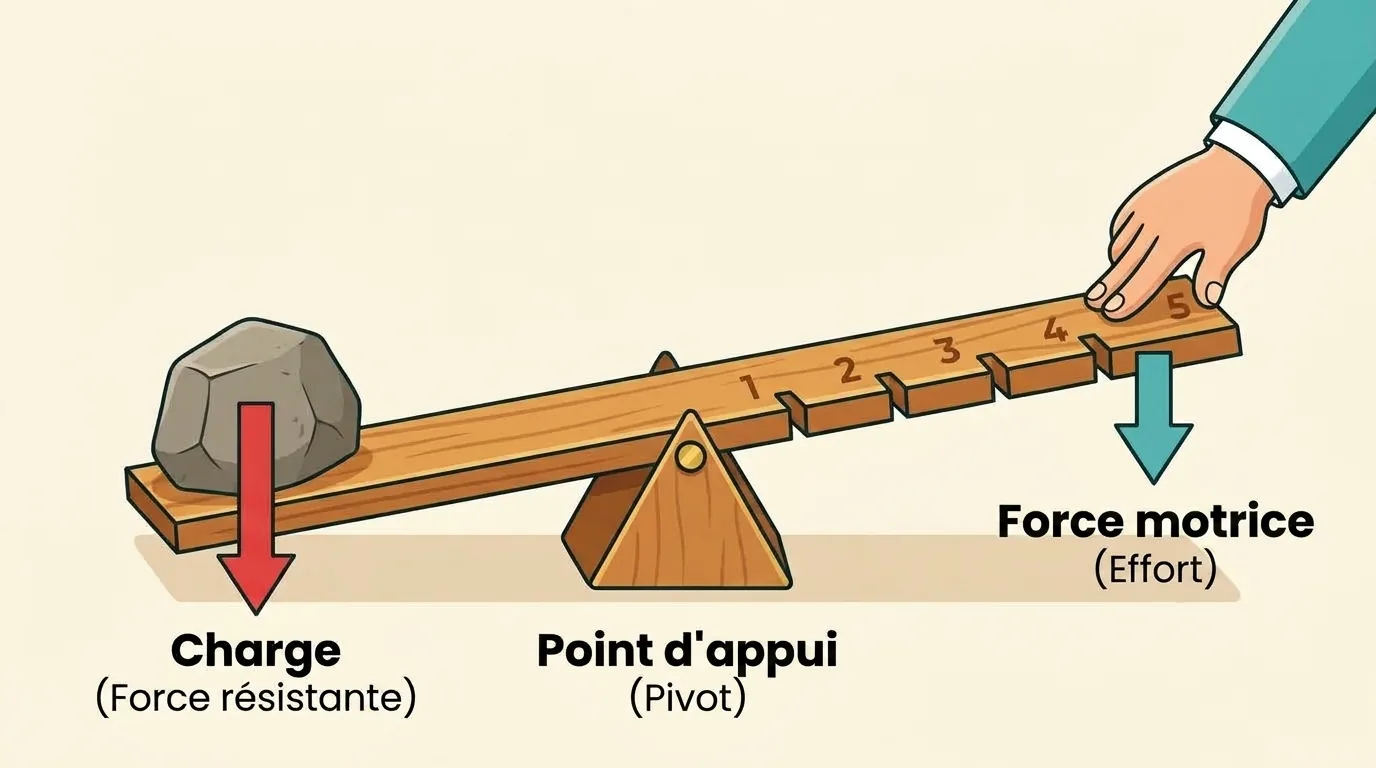 1
2
3
4
5
Force motrice
(Effort)
Charge
(Force résistante)
Point d'appui
(Pivot)